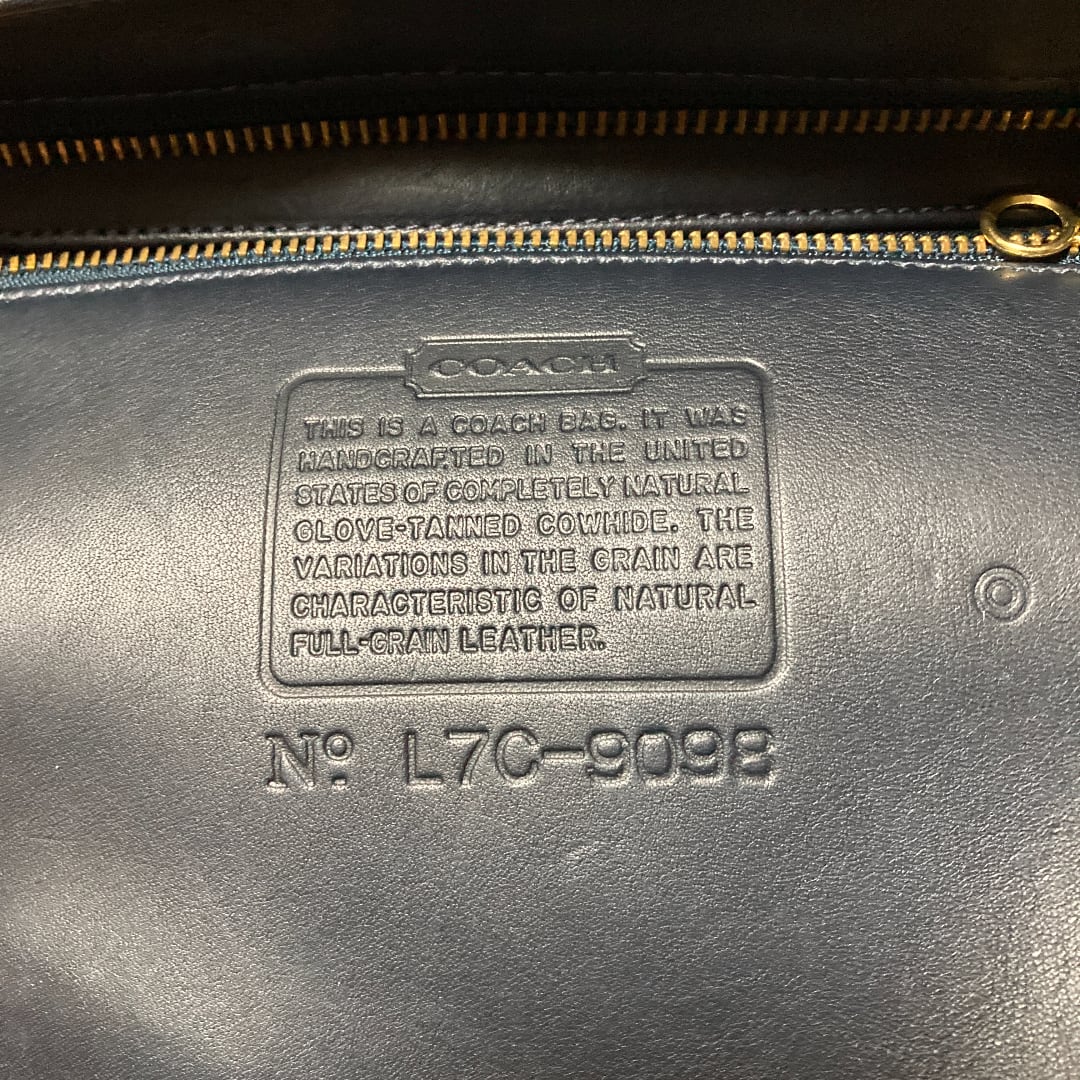 COACH
THIS IS A COACH BAG. IT WAS
HANDCRAFTED IN THE UNITED
STATES OF COMPLETELY NATURAL
GLOVE-TANNED COWHIDE. THE
VARIATIONS IN THE GRAIN ARE
CHARACTERISTIC OF NATURAL
FULL-GRAIN LEATHER.
Nº L7C-9098